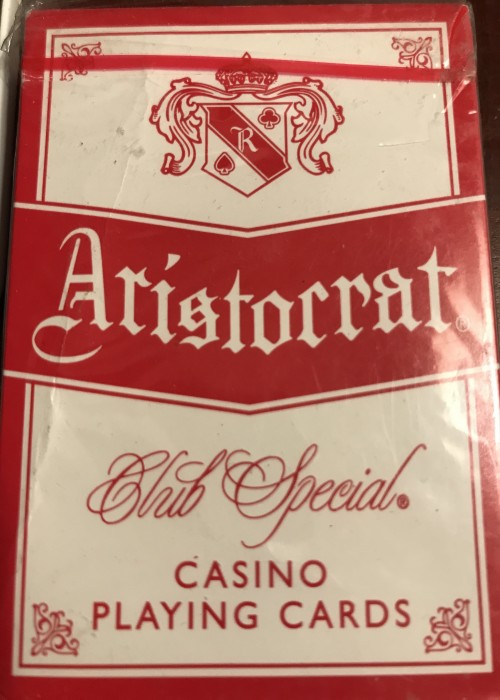 R
Aristocrat®
Club Special®
CASINO
PLAYING CARDS